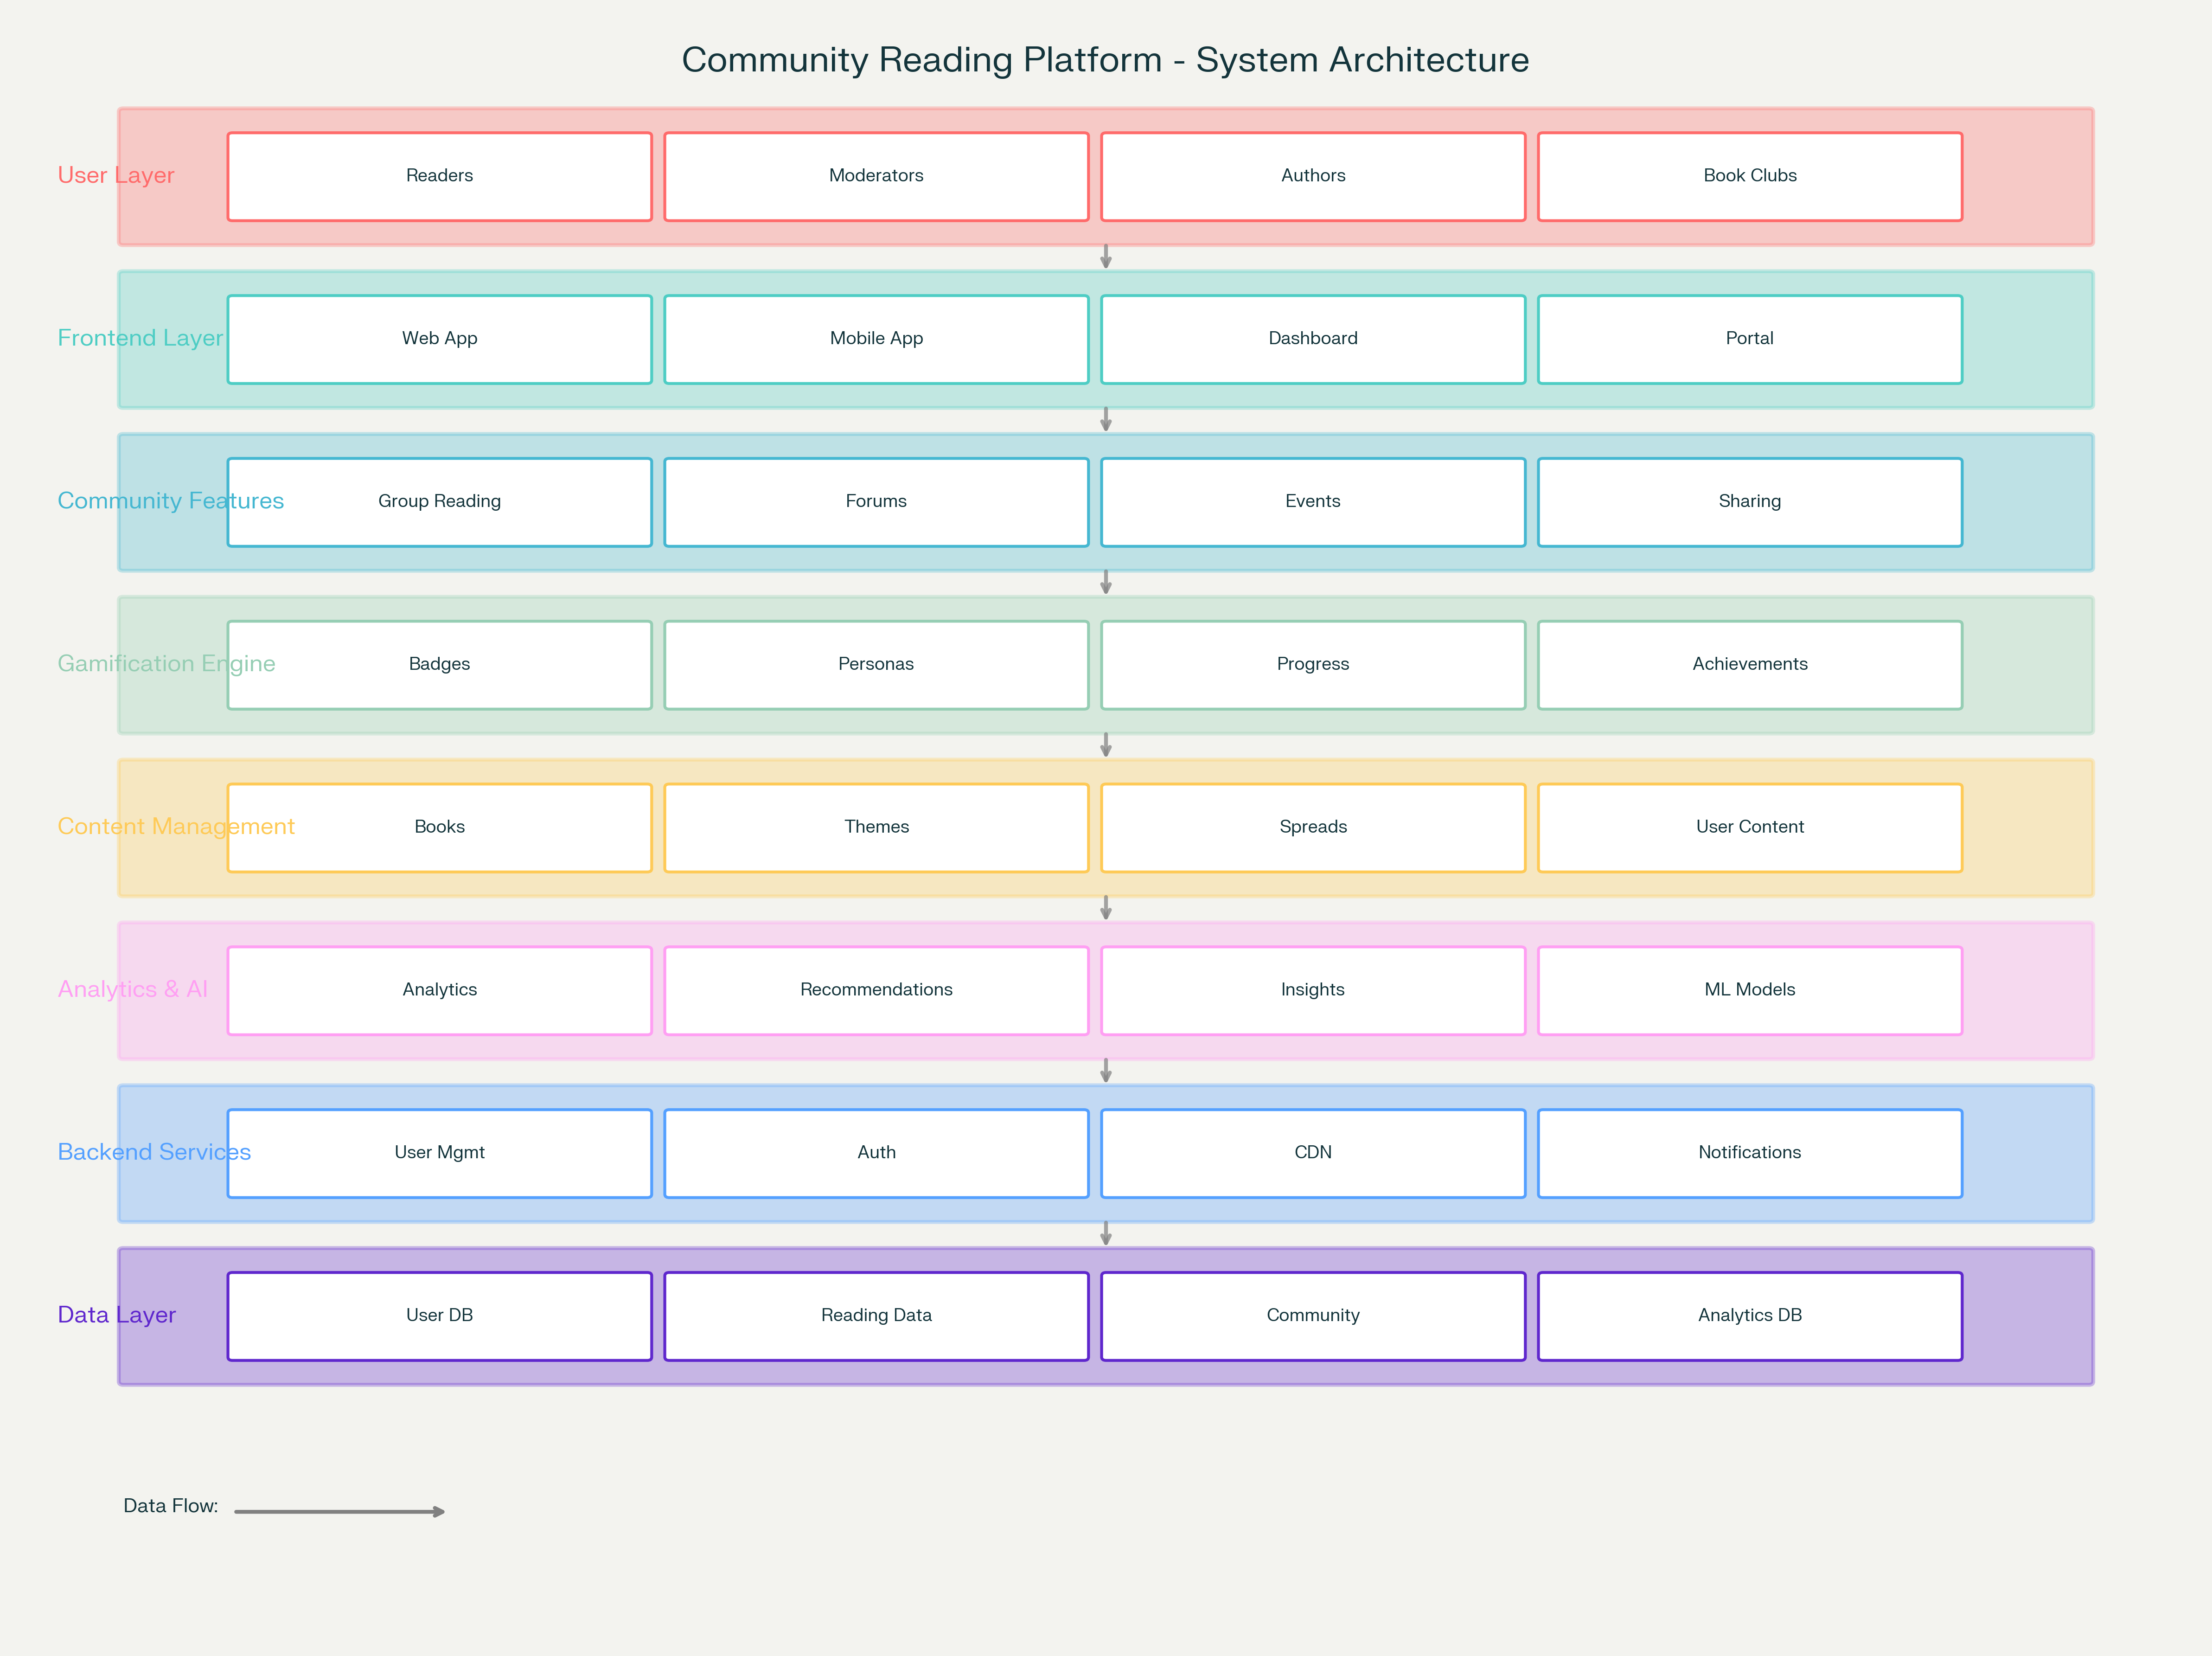 Community Reading Platform - System Architecture
User Layer
Readers
Moderators
Authors
Book Clubs
Frontend Layer
Web App
Mobile App
Dashboard
Portal
Community Features
Group Reading
Forums
Events
Sharing
Gamification Engine
Badges
Personas
Progress
Achievements
Content Management
Books
Themes
Spreads
User Content
Analytics & AI
Analytics
Recommendations
Insights
ML Models
Backend Services
User Mgmt
Auth
CDN
Notifications
Data Layer
User DB
Reading Data
Community
Analytics DB
Data Flow: